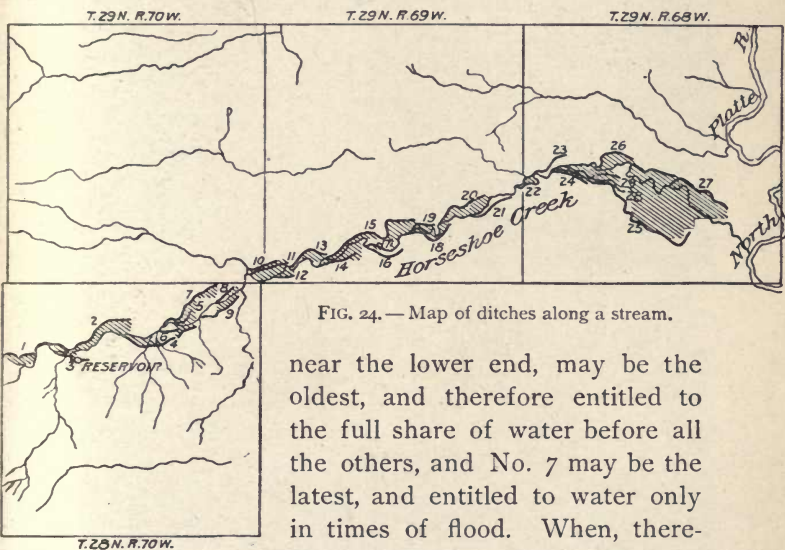 T.29N. R.70W. T.29N. R.69W. T.29N. R.68W.
R
Platte
23
26
22
24
27
20
21
29
28
19
15
25
North
13
18
10
11
16
17
14
12
Horseshoe Creek
7
8
5
9
2
6
4
1
3
RESERVOIR
T.28N. R.70W.
FIG. 24. — Map of ditches along a stream.
near the lower end, may be the
oldest, and therefore entitled to
the full share of water before all
the others, and No. 7 may be the
latest, and entitled to water only
in times of flood. When, there-